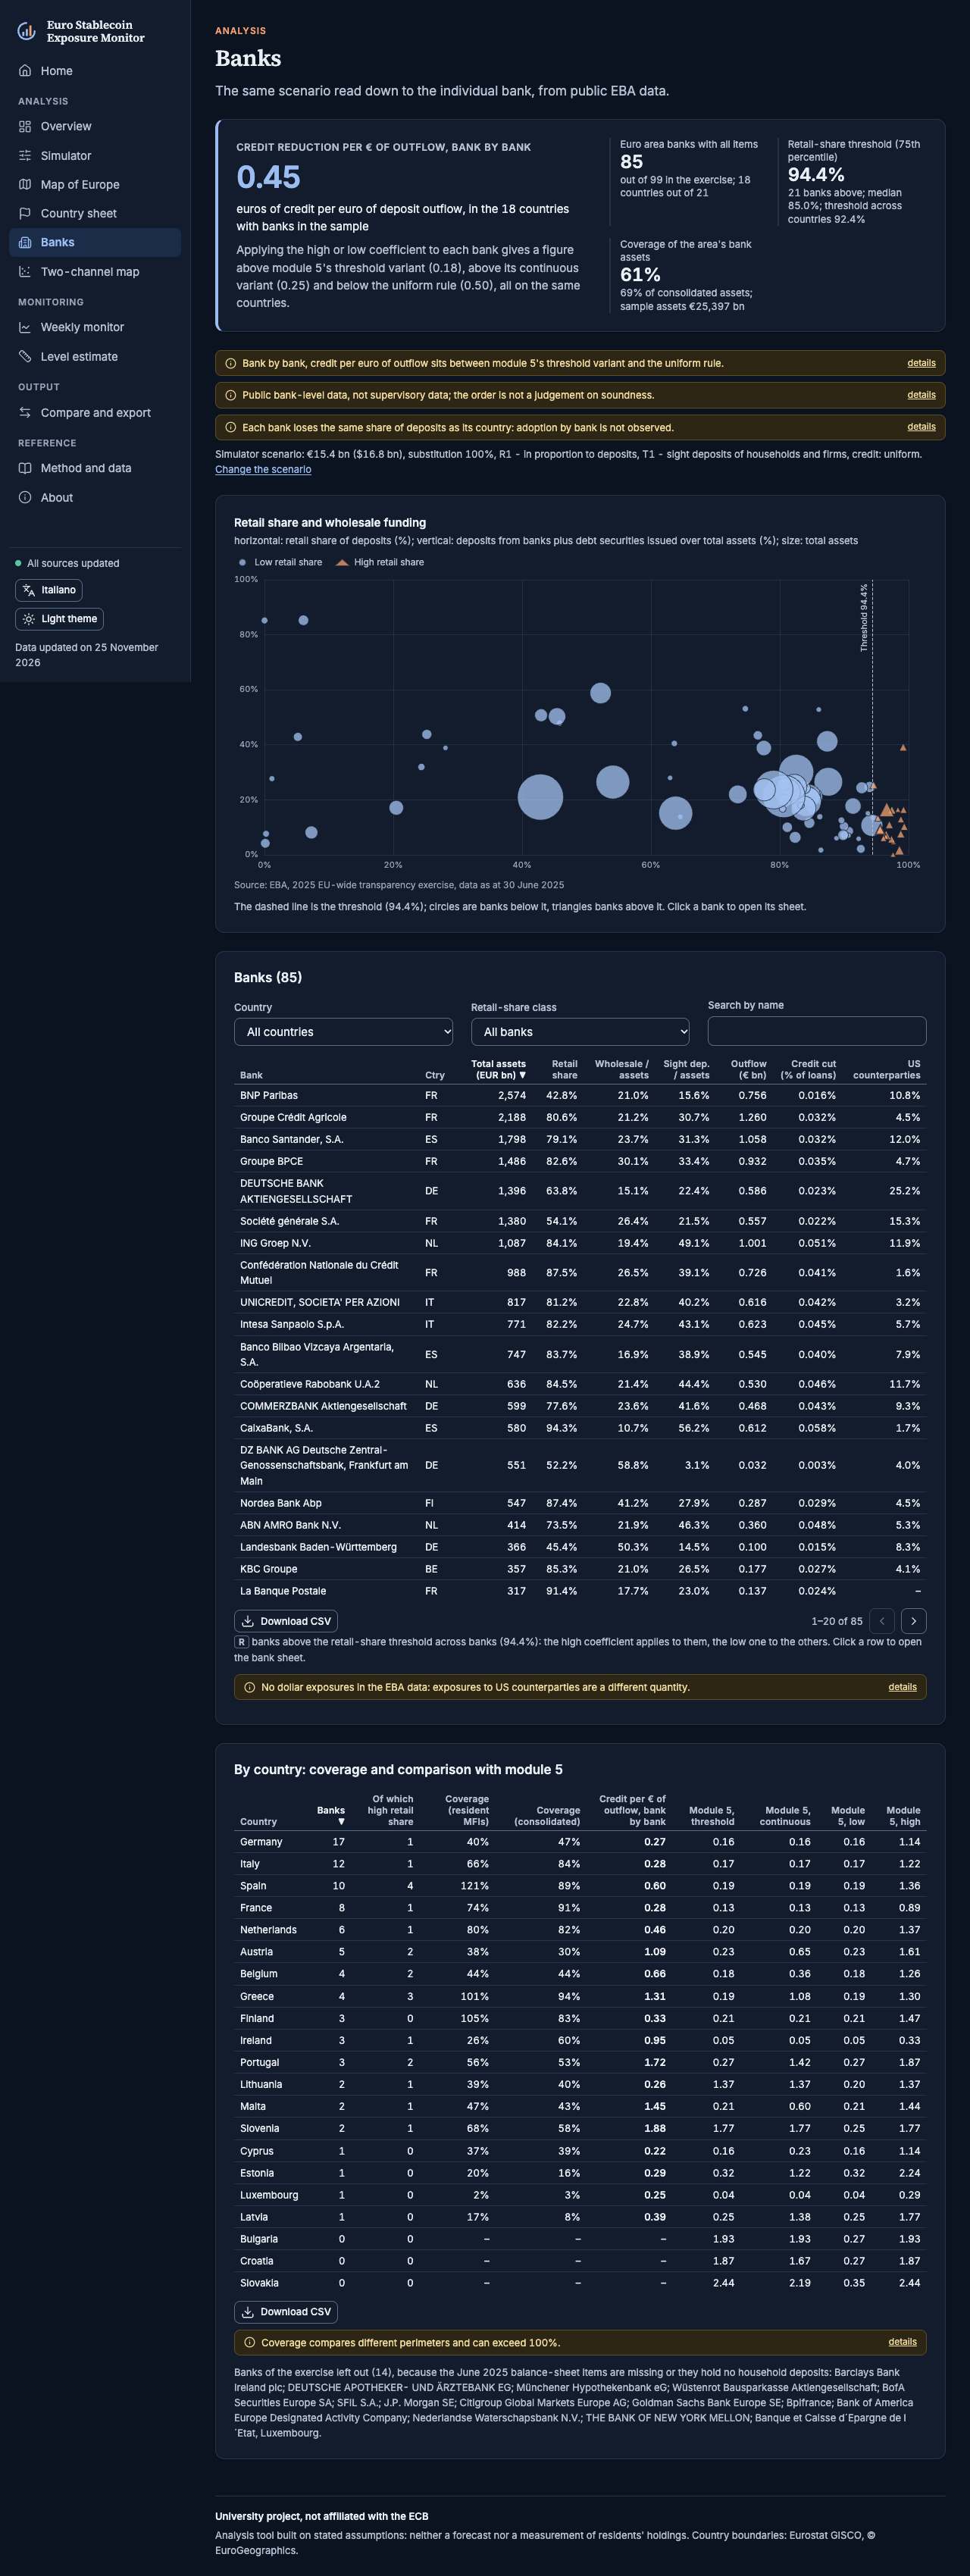 Euro Stablecoin
Exposure Monitor
Home
ANALYSIS
Overview
Simulator
Map of Europe
Country sheet
Banks
Two-channel map
MONITORING
Weekly monitor
Level estimate
OUTPUT
Compare and export
REFERENCE
Method and data
About
All sources updated
Italiano
Light theme
Data updated on 25 November
2026
ANALYSIS
Banks
The same scenario read down to the individual bank, from public EBA data.
CREDIT REDUCTION PER € OF OUTFLOW, BANK BY BANK
0.45
euros of credit per euro of deposit outflow, in the 18 countries
with banks in the sample
Applying the high or low coefficient to each bank gives a figure
above module 5's threshold variant (0.18), above its continuous
variant (0.25) and below the uniform rule (0.50), all on the same
countries.
Euro area banks with all items
85
out of 99 in the exercise; 18
countries out of 21
Retail-share threshold (75th
percentile)
94.4%
21 banks above; median
85.0%; threshold across
countries 92.4%
Coverage of the area's bank
assets
61%
69% of consolidated assets;
sample assets €25,397 bn
Bank by bank, credit per euro of outflow sits between module 5's threshold variant and the uniform rule. details
Public bank-level data, not supervisory data; the order is not a judgement on soundness. details
Each bank loses the same share of deposits as its country: adoption by bank is not observed. details
Simulator scenario: €15.4 bn ($16.8 bn), substitution 100%, R1 - in proportion to deposits, T1 - sight deposits of households and firms, credit: uniform.
Change the scenario
Retail share and wholesale funding
horizontal: retail share of deposits (%); vertical: deposits from banks plus debt securities issued over total assets (%); size: total assets
Low retail share High retail share
100%
80%
60%
40%
20%
0%
Threshold 94.4%
0% 20% 40% 60% 80% 100%
Source: EBA, 2025 EU-wide transparency exercise, data as at 30 June 2025
The dashed line is the threshold (94.4%); circles are banks below it, triangles banks above it. Click a bank to open its sheet.
Banks (85)
Country Retail-share class Search by name
All countries All banks
Bank Ctry Total assets (EUR bn) ▼ Retail share Wholesale / assets Sight dep. / assets Outflow (€ bn) Credit cut (% of loans) US counterparties
BNP Paribas FR 2,574 42.8% 21.0% 15.6% 0.756 0.016% 10.8%
Groupe Crédit Agricole FR 2,188 80.6% 21.2% 30.7% 1.260 0.032% 4.5%
Banco Santander, S.A. ES 1,798 79.1% 23.7% 31.3% 1.058 0.032% 12.0%
Groupe BPCE FR 1,486 82.6% 30.1% 33.4% 0.932 0.035% 4.7%
DEUTSCHE BANK
AKTIENGESELLSCHAFT DE 1,396 63.8% 15.1% 22.4% 0.586 0.023% 25.2%
Société générale S.A. FR 1,380 54.1% 26.4% 21.5% 0.557 0.022% 15.3%
ING Groep N.V. NL 1,087 84.1% 19.4% 49.1% 1.001 0.051% 11.9%
Confédération Nationale du Crédit
Mutuel FR 988 87.5% 26.5% 39.1% 0.726 0.041% 1.6%
UNICREDIT, SOCIETA' PER AZIONI IT 817 81.2% 22.8% 40.2% 0.616 0.042% 3.2%
Intesa Sanpaolo S.p.A. IT 771 82.2% 24.7% 43.1% 0.623 0.045% 5.7%
Banco Bilbao Vizcaya Argentaria,
S.A. ES 747 83.7% 16.9% 38.9% 0.545 0.040% 7.9%
Coöperatieve Rabobank U.A.2 NL 636 84.5% 21.4% 44.4% 0.530 0.046% 11.7%
COMMERZBANK Aktiengesellschaft DE 599 77.6% 23.6% 41.6% 0.468 0.043% 9.3%
CaixaBank, S.A. ES 580 94.3% 10.7% 56.2% 0.612 0.058% 1.7%
DZ BANK AG Deutsche Zentral-
Genossenschaftsbank, Frankfurt am
Main DE 551 52.2% 58.8% 3.1% 0.032 0.003% 4.0%
Nordea Bank Abp FI 547 87.4% 41.2% 27.9% 0.287 0.029% 4.5%
ABN AMRO Bank N.V. NL 414 73.5% 21.9% 46.3% 0.360 0.048% 5.3%
Landesbank Baden-Württemberg DE 366 45.4% 50.3% 14.5% 0.100 0.015% 8.3%
KBC Groupe BE 357 85.3% 21.0% 26.5% 0.177 0.027% 4.1%
La Banque Postale FR 317 91.4% 17.7% 23.0% 0.137 0.024% –
Download CSV 1–20 of 85
R banks above the retail-share threshold across banks (94.4%): the high coefficient applies to them, the low one to the others. Click a row to open
the bank sheet.
No dollar exposures in the EBA data: exposures to US counterparties are a different quantity. details
By country: coverage and comparison with module 5
Country Banks ▼ Of which high retail share Coverage (resident MFIs) Coverage (consolidated) Credit per € of outflow, bank by bank Module 5, threshold Module 5, continuous Module 5, low Module 5, high
Germany 17 1 40% 47% 0.27 0.16 0.16 0.16 1.14
Italy 12 1 66% 84% 0.28 0.17 0.17 0.17 1.22
Spain 10 4 121% 89% 0.60 0.19 0.19 0.19 1.36
France 8 1 74% 91% 0.28 0.13 0.13 0.13 0.89
Netherlands 6 1 80% 82% 0.46 0.20 0.20 0.20 1.37
Austria 5 2 38% 30% 1.09 0.23 0.65 0.23 1.61
Belgium 4 2 44% 44% 0.66 0.18 0.36 0.18 1.26
Greece 4 3 101% 94% 1.31 0.19 1.08 0.19 1.30
Finland 3 0 105% 83% 0.33 0.21 0.21 0.21 1.47
Ireland 3 1 26% 60% 0.95 0.05 0.05 0.05 0.33
Portugal 3 2 56% 53% 1.72 0.27 1.42 0.27 1.87
Lithuania 2 1 39% 40% 0.26 1.37 1.37 0.20 1.37
Malta 2 1 47% 43% 1.45 0.21 0.60 0.21 1.44
Slovenia 2 1 68% 58% 1.88 1.77 1.77 0.25 1.77
Cyprus 1 0 37% 39% 0.22 0.16 0.23 0.16 1.14
Estonia 1 0 20% 16% 0.29 0.32 1.22 0.32 2.24
Luxembourg 1 0 2% 3% 0.25 0.04 0.04 0.04 0.29
Latvia 1 0 17% 8% 0.39 0.25 1.38 0.25 1.77
Bulgaria 0 0 – – – 1.93 1.93 0.27 1.93
Croatia 0 0 – – – 1.87 1.67 0.27 1.87
Slovakia 0 0 – – – 2.44 2.19 0.35 2.44
Download CSV
Coverage compares different perimeters and can exceed 100%. details
Banks of the exercise left out (14), because the June 2025 balance-sheet items are missing or they hold no household deposits: Barclays Bank
Ireland plc; DEUTSCHE APOTHEKER- UND ÄRZTEBANK EG; Münchener Hypothekenbank eG; Wüstenrot Bausparkasse Aktiengesellschaft; BofA
Securities Europe SA; SFIL S.A.; J.P. Morgan SE; Citigroup Global Markets Europe AG; Goldman Sachs Bank Europe SE; Bpifrance; Bank of America
Europe Designated Activity Company; Nederlandse Waterschapsbank N.V.; THE BANK OF NEW YORK MELLON; Banque et Caisse d´Epargne de l
´Etat, Luxembourg.
University project, not affiliated with the ECB
Analysis tool built on stated assumptions: neither a forecast nor a measurement of residents' holdings. Country boundaries: Eurostat GISCO, ©
EuroGeographics.